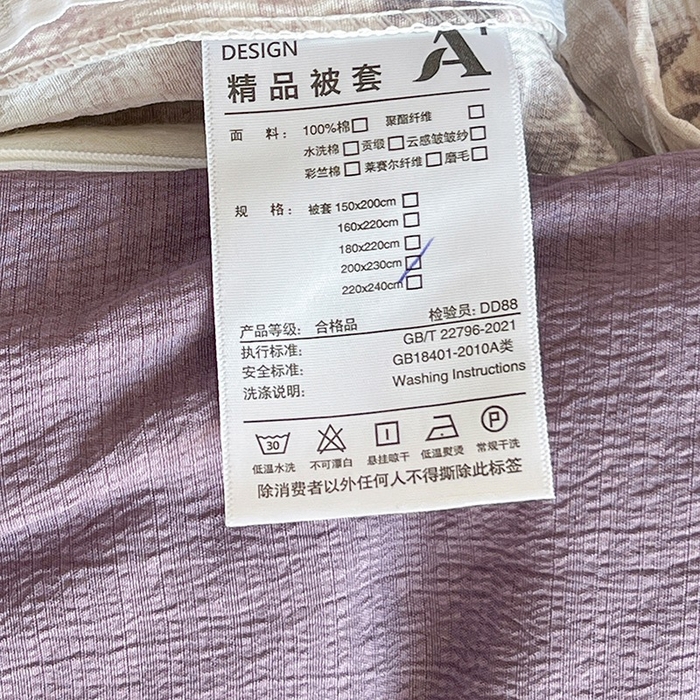 DESIGN
A+
精品被套
面 料: 100%棉□ 聚酯纤维 □
水洗棉□贡缎□云感皱皱纱□
彩兰棉□ 莱赛尔纤维□磨毛□
规 格: 被套 150x200cm□
160x220cm□
180x220cm□
200x230cm□
220x240cm□
产品等级: 合格品 检验员: DD88
执行标准: GB/T 22796-2021
安全标准: GB18401-2010A类
洗涤说明: Washing Instructions
30 P
低温水洗 不可漂白 悬挂晾干 低温熨烫 常规干洗
除消费者以外任何人不得撕除此标签